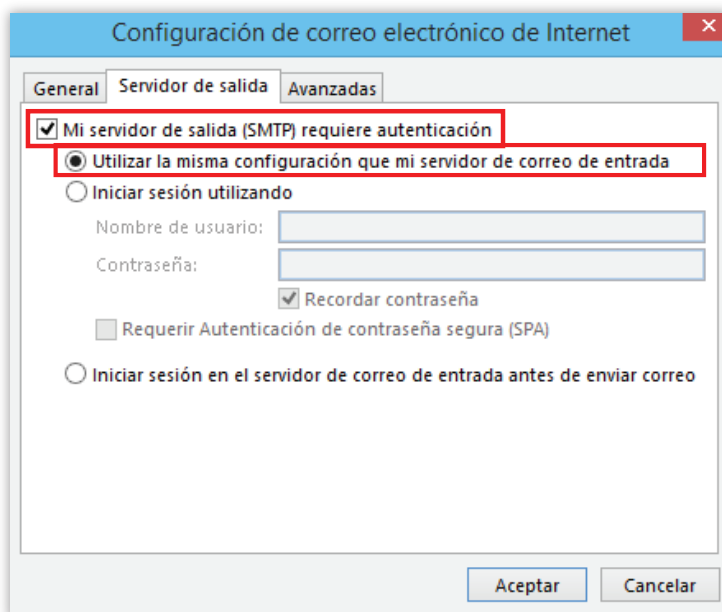 Configuración de correo electrónico de Internet
General Servidor de salida Avanzadas
Mi servidor de salida (SMTP) requiere autenticación
Utilizar la misma configuración que mi servidor de correo de entrada
Iniciar sesión utilizando
Nombre de usuario:
Contraseña:
Recordar contraseña
Requerir Autenticación de contraseña segura (SPA)
Iniciar sesión en el servidor de correo de entrada antes de enviar correo
Aceptar Cancelar